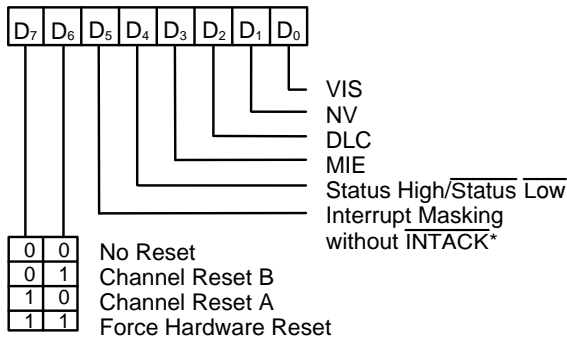 D₇ D₆ D₅ D₄ D₃ D₂ D₁ D₀
VIS
NV
DLC
MIE
Status High/Status Low
Interrupt Masking
without INTACK*
0 0 No Reset
0 1 Channel Reset B
1 0 Channel Reset A
1 1 Force Hardware Reset